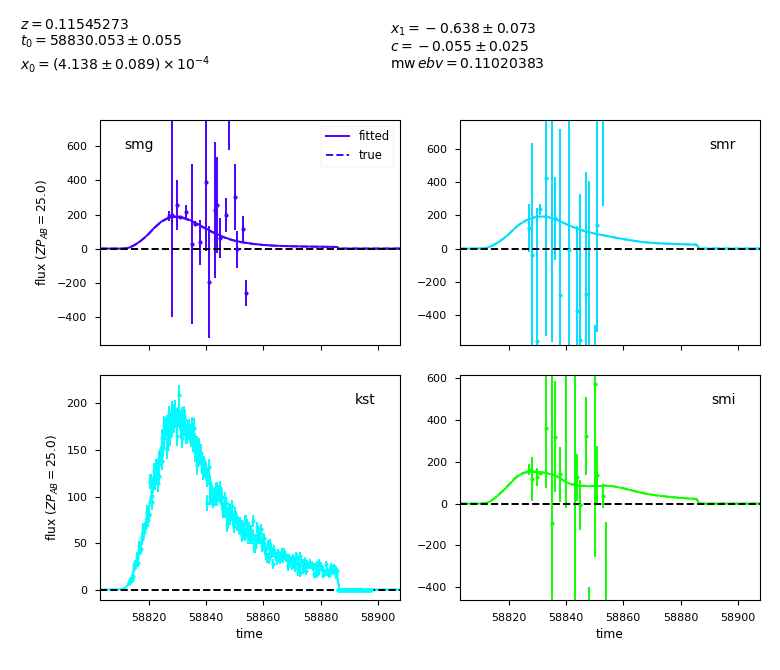 z = 0.11545273
t₀ = 58830.053 ± 0.055
x₀ = (4.138 ± 0.089) × 10⁻⁴
x₁ = −0.638 ± 0.073
c = −0.055 ± 0.025
mw ebv = 0.11020383
smg
fitted
true
600
400
200
0
−200
−400
flux (ZP_AB = 25.0)
smr
600
400
200
0
−200
−400
kst
200
150
100
50
0
flux (ZP_AB = 25.0)
58820 58840 58860 58880 58900
time
smi
600
400
200
0
−200
−400
58820 58840 58860 58880 58900
time